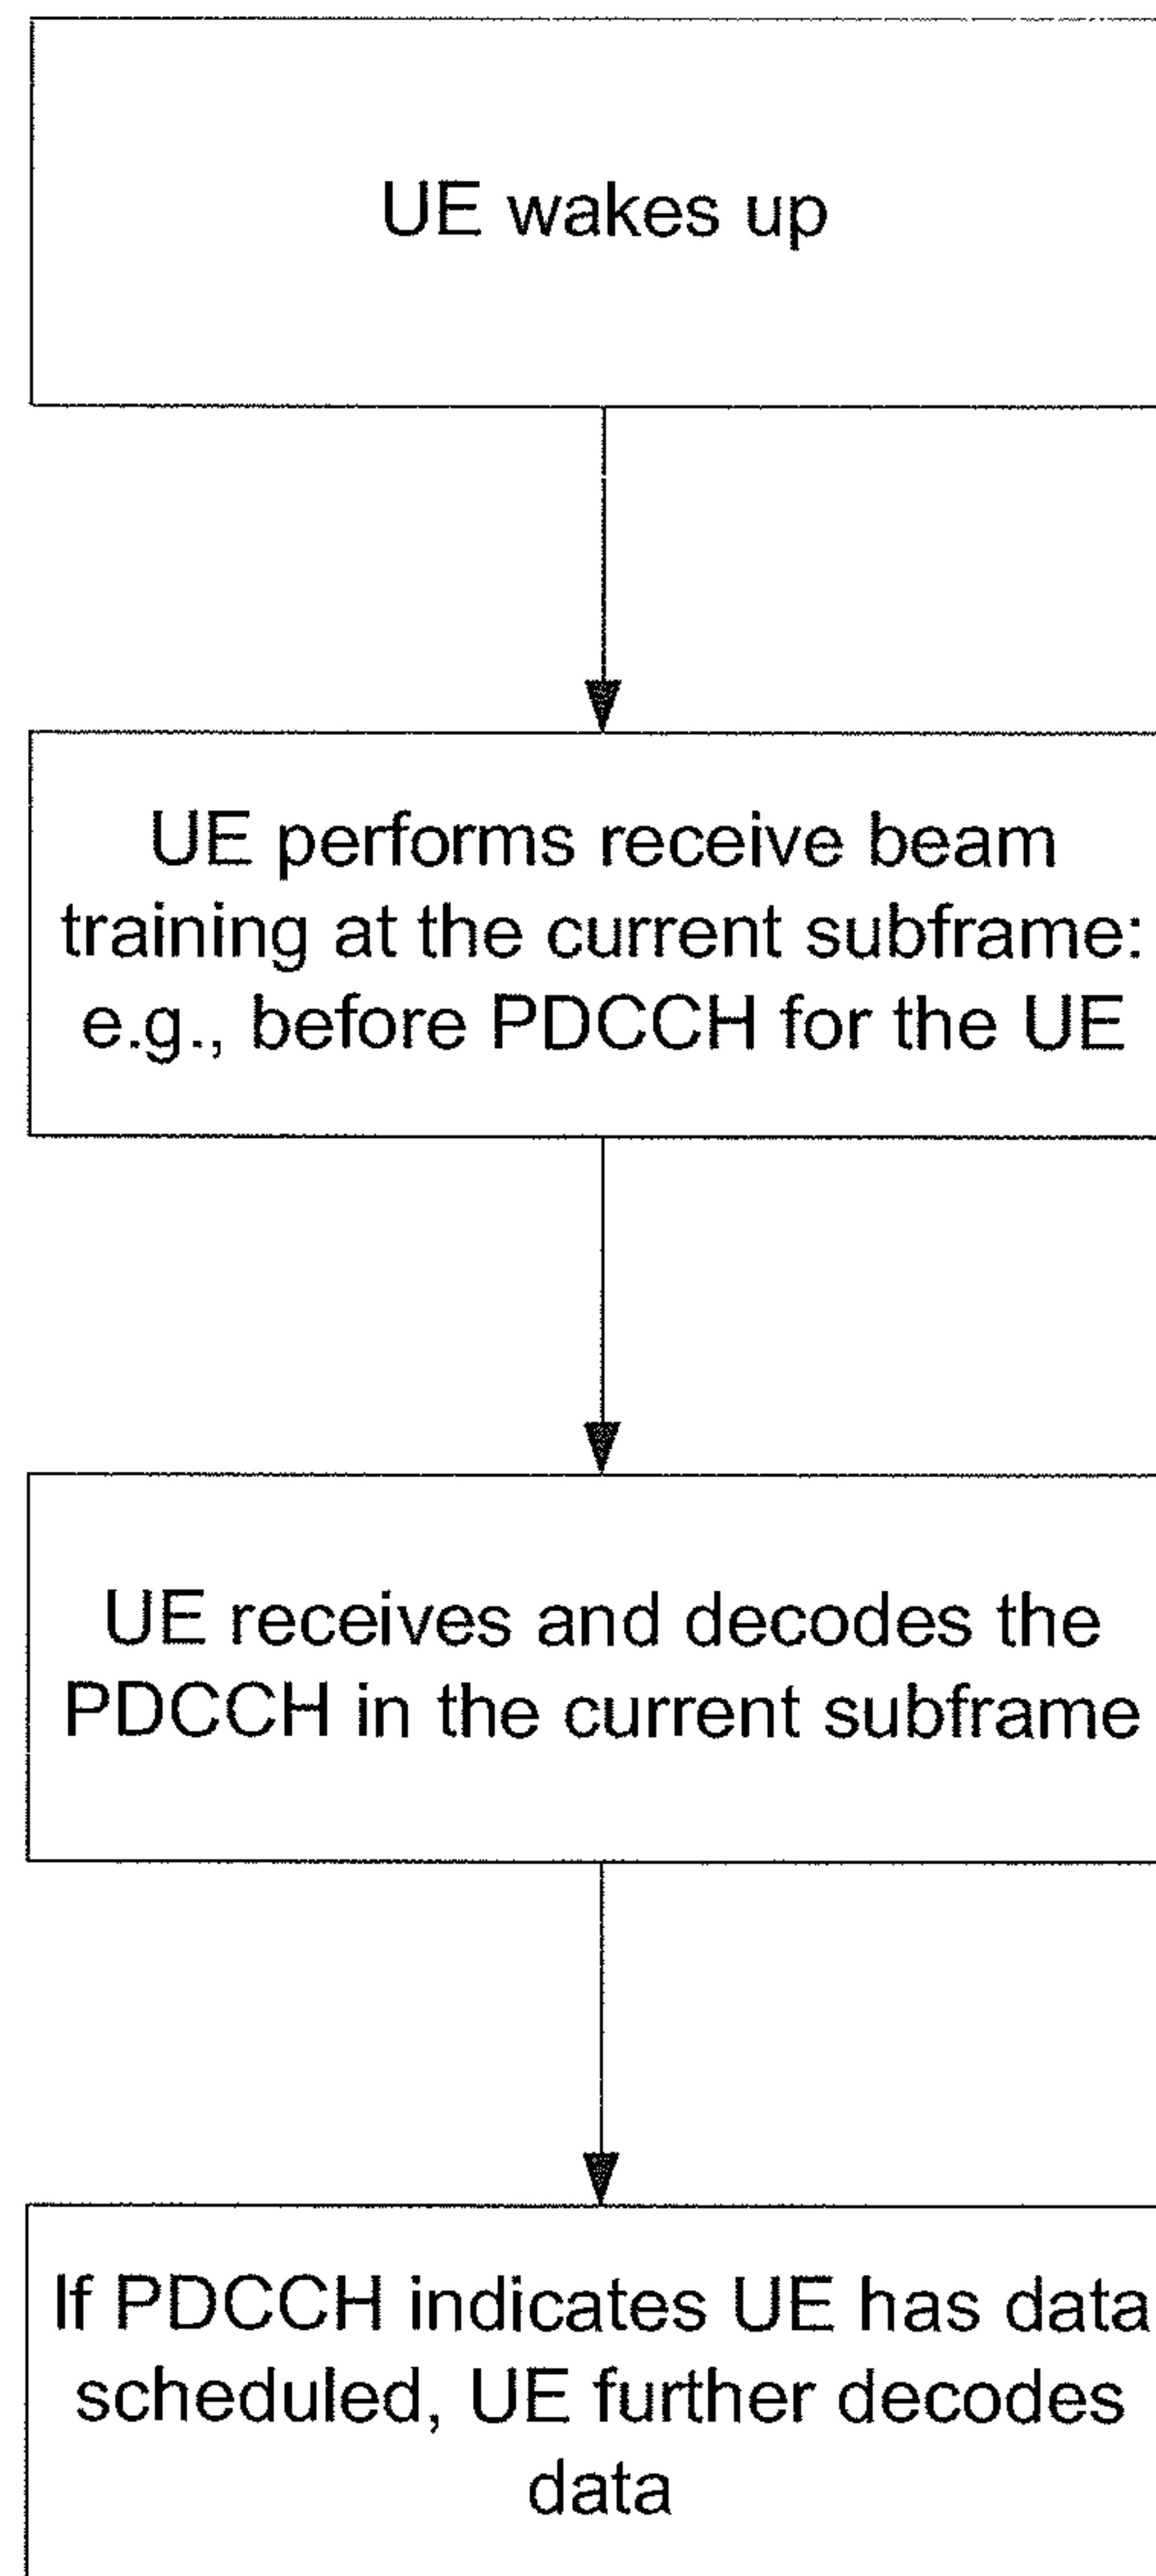 UE wakes up
UE performs receive beam
training at the current subframe:
e.g., before PDCCH for the UE
UE receives and decodes the
PDCCH in the current subframe
If PDCCH indicates UE has data
scheduled, UE further decodes
data